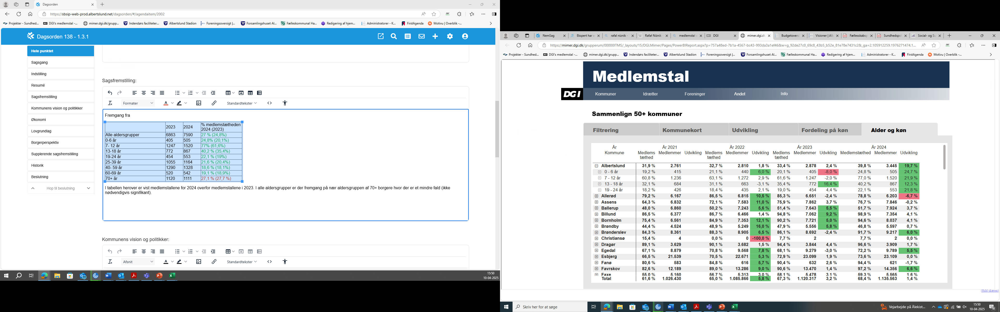 Dagsorden
https://sbsip-web-prod.albertslund.net/dagsorden/#/agendaitem/2002
Projekter - Sundhed... DGI's medlemstal -... mimer.dgi.dk/grupp... Indendørs faciliteter... Albertslund Stadion Foreningsoversigt |... Forsamlingshuset Al... Fælleskommunal Ha... Redigering af hjem... Administratorer - K... FirstAgenda Motivu | Overblik -...
Dagsorden 138 - 1.3.1
Hele punktet
Sagsgang
Indstilling
Resumé
Sagsfremstilling
Kommunens vision og politikker
Økonomi
Lovgrundlag
Borgerperspektiv
Supplerende sagsfremstilling
Historik
Beslutning
Hop til beslutning
Sagsfremstilling:
Formater
Standardtekster
Fremgang fra
2023 2024 % medlemstætheden 2024 (2023)
Alle aldersgrupper 6863 7590 27 % (24,8%)
0-6 år 405 505 24,8% (20,1%)
7- 12 år 1247 1520 77% (61,6%)
13-18 år 772 867 40,2 % (35,4%)
19-24 år 454 553 22,1 % (19%)
25-39 år 1055 1164 21,6 % (20,4%)
40- 59 år 1290 1328 18,6 % (18,1%)
60-69 år 520 542 19,1 % (18,9%)
70+ år 1120 1111 27,1 % (27,7 %)
I tabellen herover er vist medlemstallene for 2024 overfor medlemstallene i 2023. I alle aldersgrupper er der fremgang på nær aldersgruppen af 70+ borgere hvor der er et mindre fald (ikke
nødvendigvis signifikant).
Kommunens vision og politikker:
Afsnit
Standardtekster
15:50
10-04-2025
NemSag Ekspert har o rafal niznik - Rafał Niznik medlemstal d DGI mimer.dgi.dk Budgetovers Visioner | Alb Fællesskabsp Sundhedspol Social- og Su
https://mimer.dgi.dk/grupperum/00000ITMS/_layouts/15/DGI.Mimer/Pages/PowerBIReport.aspx?p=757a48ed-7b1a-4567-bc43-993da3a1ef46&w=g_92de27c0_69c8_43b5_b52e_81e78e7431c2&_ga=2.105912259.1976271474.1...
Projekter - Sundhed... DGI's medlemstal -... mimer.dgi.dk/grupp... Indendørs faciliteter... Albertslund Stadion Foreningsoversigt |... Forsamlingshuset Al... Fælleskommunal Ha... Redigering af hjem... Administratorer - K... FirstAgenda Motivu | Overblik -...
Medlemstal
DGI Kommuner Idrætter Foreninger Andet Info
Sammenlign 50+ kommuner
Filtrering Kommunekort Udvikling Fordeling på køn Alder og køn
År År 2021 År 2022 År 2023 År 2024
Kommune Medlemstæthed Medlemmer Udvikling Medlemstæthed Medlemmer Udvikling Medlemstæthed Medlemmer Udvikling Medlemstæthed Medlemmer Udvikling
Albertslund 31,9 % 2.761 32,7 % 2.810 1,8 % 33,4 % 2.878 2,4 % 39,8 % 3.445 19,7 %
0 - 6 år 19,2 % 415 21,1 % 440 6,0 % 20,1 % 405 -8,0 % 24,8 % 505 24,7 %
7 - 12 år 60,8 % 1.236 63,1 % 1.272 2,9 % 61,6 % 1.247 -2,0 % 77,0 % 1.520 21,9 %
13 - 18 år 32,1 % 684 31,1 % 663 -3,1 % 35,4 % 772 16,4 % 40,2 % 867 12,3 %
19 - 24 år 18,2 % 426 18,4 % 435 2,1 % 19,0 % 454 4,4 % 22,1 % 553 21,8 %
Allerød 79,2 % 6.167 86,5 % 6.815 10,5 % 85,3 % 6.651 -2,4 % 78,8 % 6.203 -6,7 %
Assens 64,3 % 6.832 72,1 % 7.583 11,0 % 75,9 % 7.862 3,7 % 76,7 % 7.846 -0,2 %
Ballerup 48,0 % 6.860 50,2 % 7.243 5,6 % 51,4 % 7.643 5,5 % 51,7 % 7.924 3,7 %
Billund 86,5 % 6.377 86,7 % 6.466 1,4 % 94,8 % 7.062 9,2 % 98,9 % 7.354 4,1 %
Bornholm 75,4 % 6.561 84,9 % 7.353 12,1 % 90,2 % 7.721 5,0 % 94,6 % 8.037 4,1 %
Brøndby 44,4 % 4.524 48,9 % 5.249 16,0 % 47,9 % 5.556 5,8 % 46,8 % 5.597 0,7 %
Brønderslev 84,3 % 8.361 88,3 % 8.905 6,5 % 86,1 % 8.692 -2,4 % 91,7 % 9.217 6,0 %
Christiansø 15,4 % 4 0,0 % 0 -100,0 % 7,7 % 2 7,7 % 2 0,0 %
Dragør 89,1 % 3.629 90,1 % 3.682 1,5 % 94,4 % 3.844 4,4 % 96,6 % 3.909 1,7 %
Egedal 67,1 % 8.879 70,8 % 9.568 7,8 % 68,1 % 9.279 -3,0 % 72,2 % 9.789 5,5 %
Esbjerg 66,5 % 21.539 70,5 % 22.671 5,3 % 72,9 % 23.099 1,9 % 73,6 % 23.109 0,0 %
Fanø 80,6 % 583 84,8 % 616 5,7 % 90,4 % 632 2,6 % 94,4 % 621 -1,7 %
Favrskov 82,6 % 12.189 89,0 % 13.286 9,0 % 90,6 % 13.470 1,4 % 97,2 % 14.356 6,6 %
Faxe 55,0 % 5.160 56,7 % 5.313 3,0 % 58,1 % 5.478 3,1 % 59,3 % 5.565 1,6 %
Total 61,6 % 1.026.430 65,0 % 1.085.866 5,8 % 67,3 % 1.120.317 3,2 % 68,4 % 1.135.563 1,4 %
(fuld skærm)
Skriv her for at søge
Vejarbejde på Ålekist...
15:50
10-04-2025
18